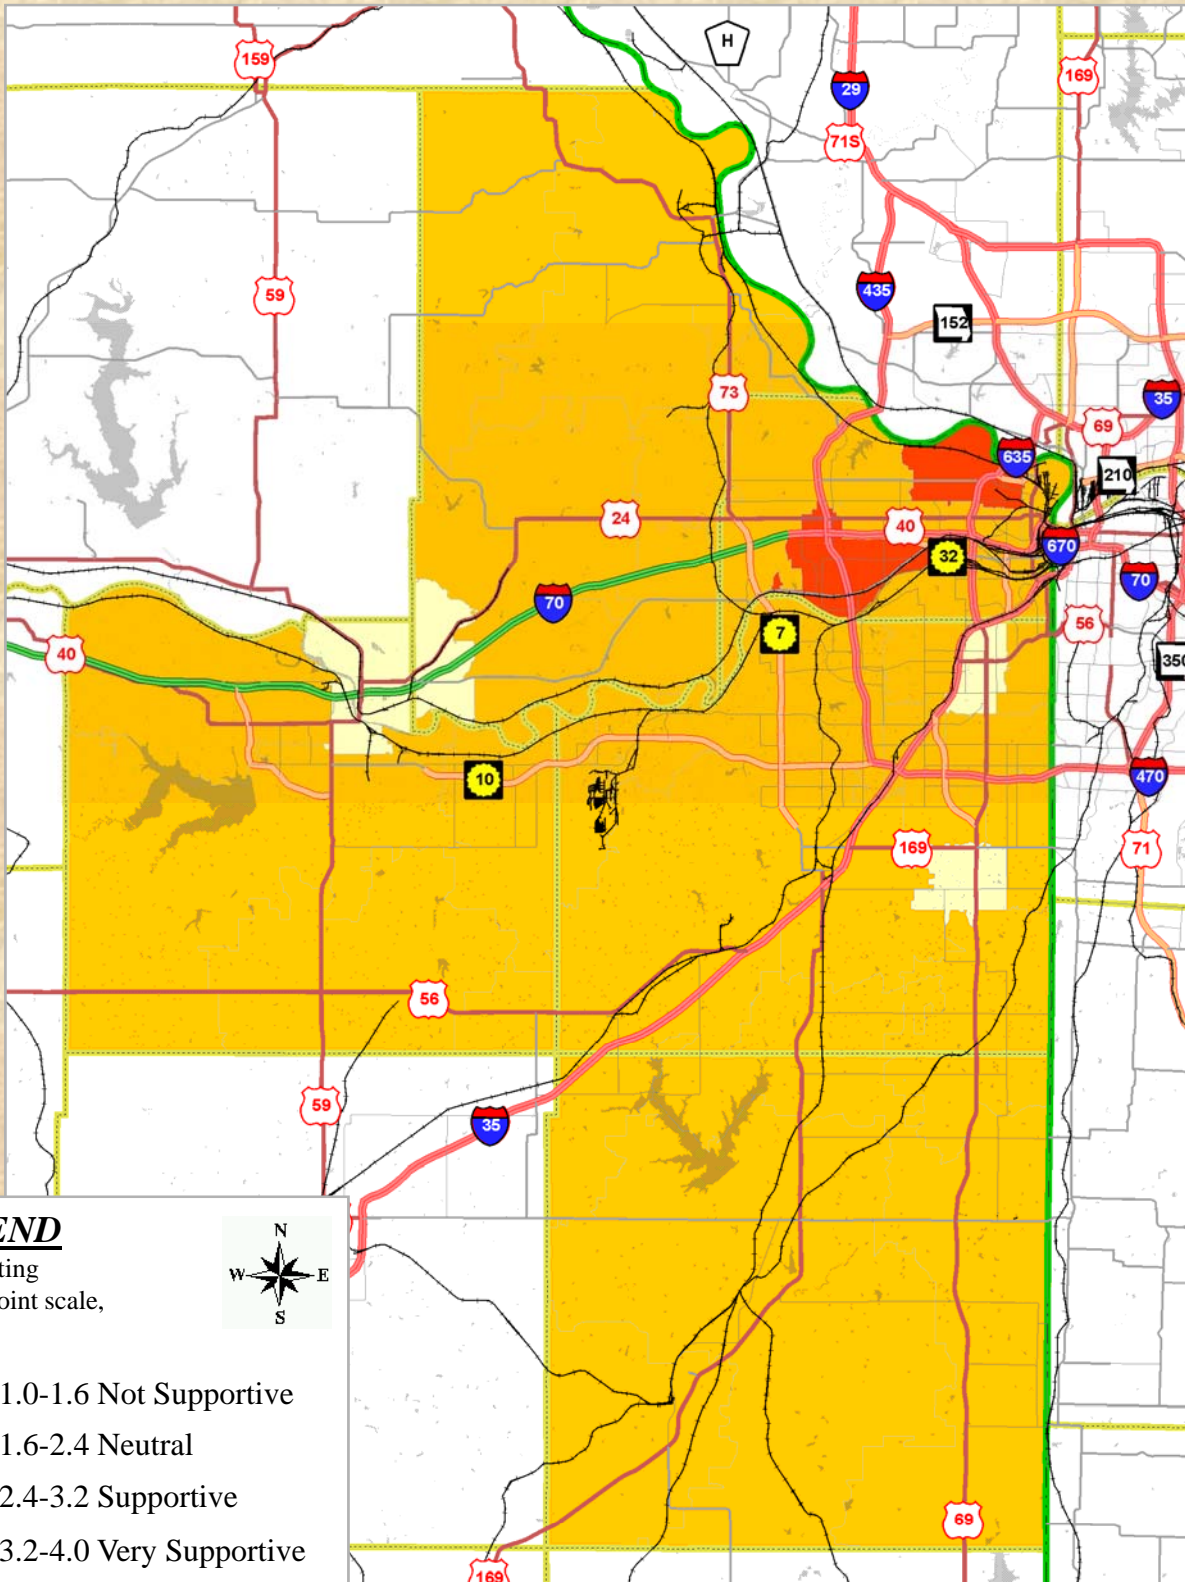 H
159
169
29
71S
59
435
152
73
35
69
635
210
24
40
32
670
70
70
7
56
40
350
10
470
169
71
56
59
35
END
ting
oint scale,
N
W E
S
1.0-1.6 Not Supportive
1.6-2.4 Neutral
2.4-3.2 Supportive
3.2-4.0 Very Supportive
69
169